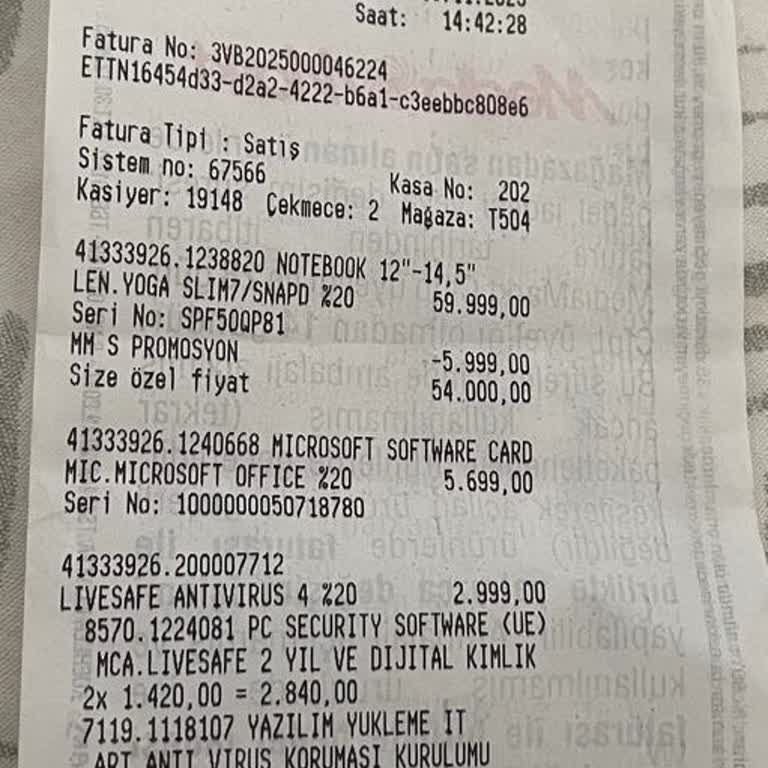 Saat: 14:42:28
Fatura No: 3VB2025000046224
ETTN16454d33-d2a2-4222-b6a1-c3eebbc808e6
Fatura Tipi : Satış
Sistem no: 67566 Kasa No: 202
Kasiyer: 19148 Çekmece: 2 Mağaza: T504
41333926.1238820 NOTEBOOK 12"-14,5"
LEN.YOGA SLIM7/SNAPD %20 59.999,00
Seri No: SPF50QP81
MM S PROMOSYON -5.999,00
Size özel fiyat 54.000,00
41333926.1240668 MICROSOFT SOFTWARE CARD
MIC.MICROSOFT OFFICE %20 5.699,00
Seri No: 1000000050718780
41333926.200007712
LIVESAFE ANTIVIRUS 4 %20 2.999,00
8570.1224081 PC SECURITY SOFTWARE (UE)
MCA.LIVESAFE 2 YIL VE DIJITAL KIMLIK
2x 1.420,00 = 2.840,00
7119.1118107 YAZILIM YUKLEME IT
ART ANTI VIRUS KORUMASI KURULUMU